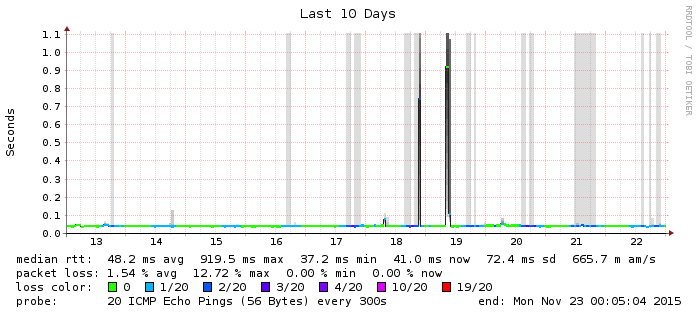 Last 10 Days
RRDTOOL / TOBI OETIKER
Seconds
1.1
1.0
0.9
0.8
0.7
0.6
0.5
0.4
0.3
0.2
0.1
0.0
13 14 15 16 17 18 19 20 21 22
median rtt: 48.2 ms avg 919.5 ms max 37.2 ms min 41.0 ms now 72.4 ms sd 665.7 m am/s
packet loss: 1.54 % avg 12.72 % max 0.00 % min 0.00 % now
loss color: 0 1/20 2/20 3/20 4/20 10/20 19/20
probe: 20 ICMP Echo Pings (56 Bytes) every 300s end: Mon Nov 23 00:05:04 2015